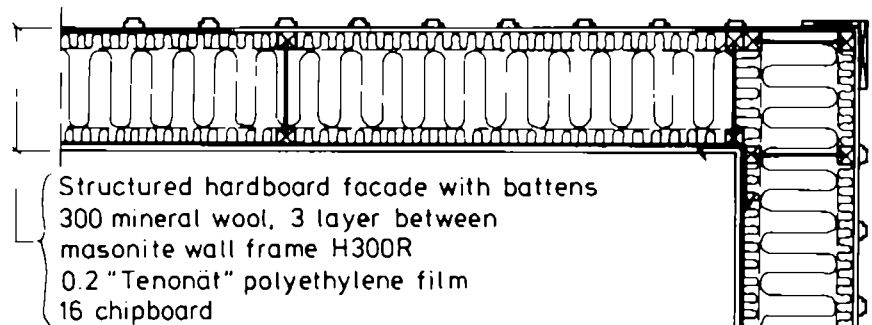 Structured hardboard facade with battens
300 mineral wool, 3 layer between
masonite wall frame H300R
0.2 "Tenonät" polyethylene film
16 chipboard